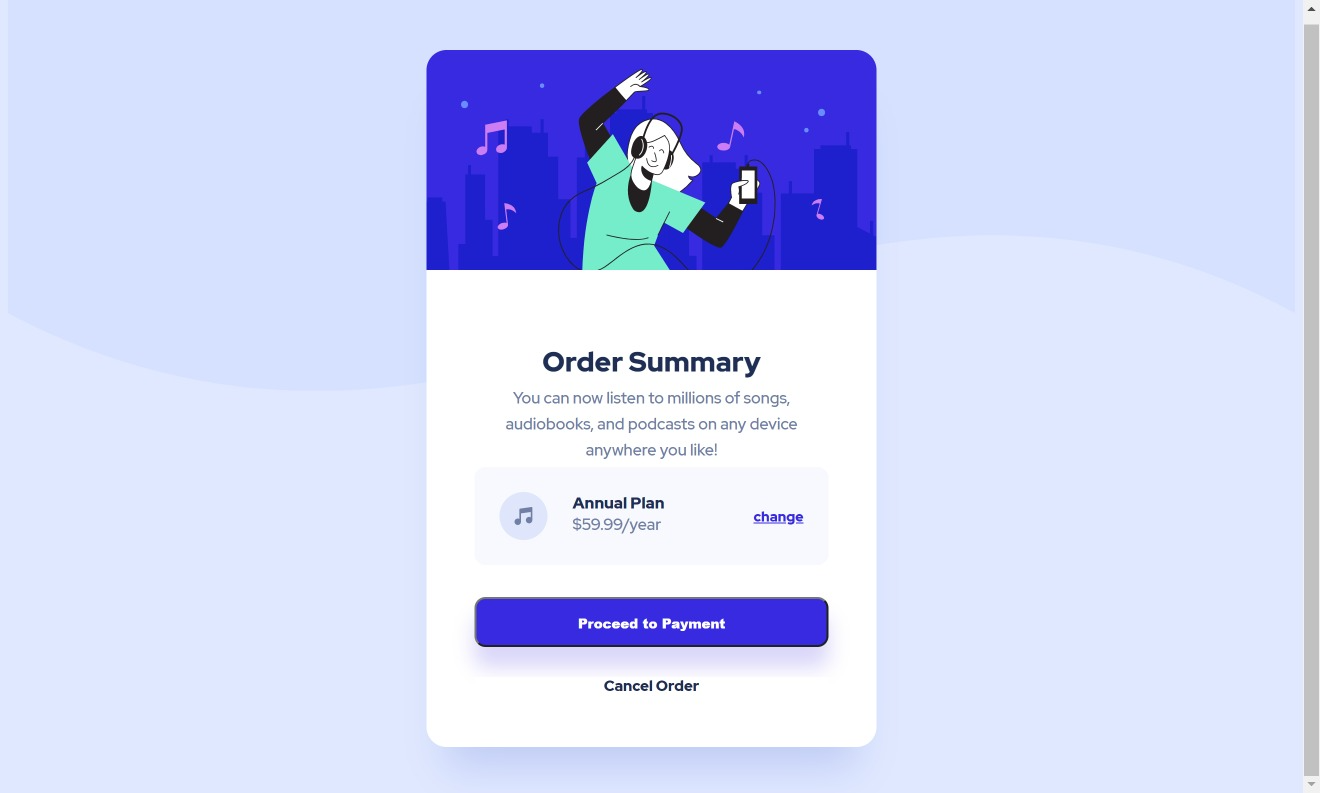 Order Summary
You can now listen to millions of songs,
audiobooks, and podcasts on any device
anywhere you like!
Annual Plan
$59.99/year
change
Proceed to Payment
Cancel Order